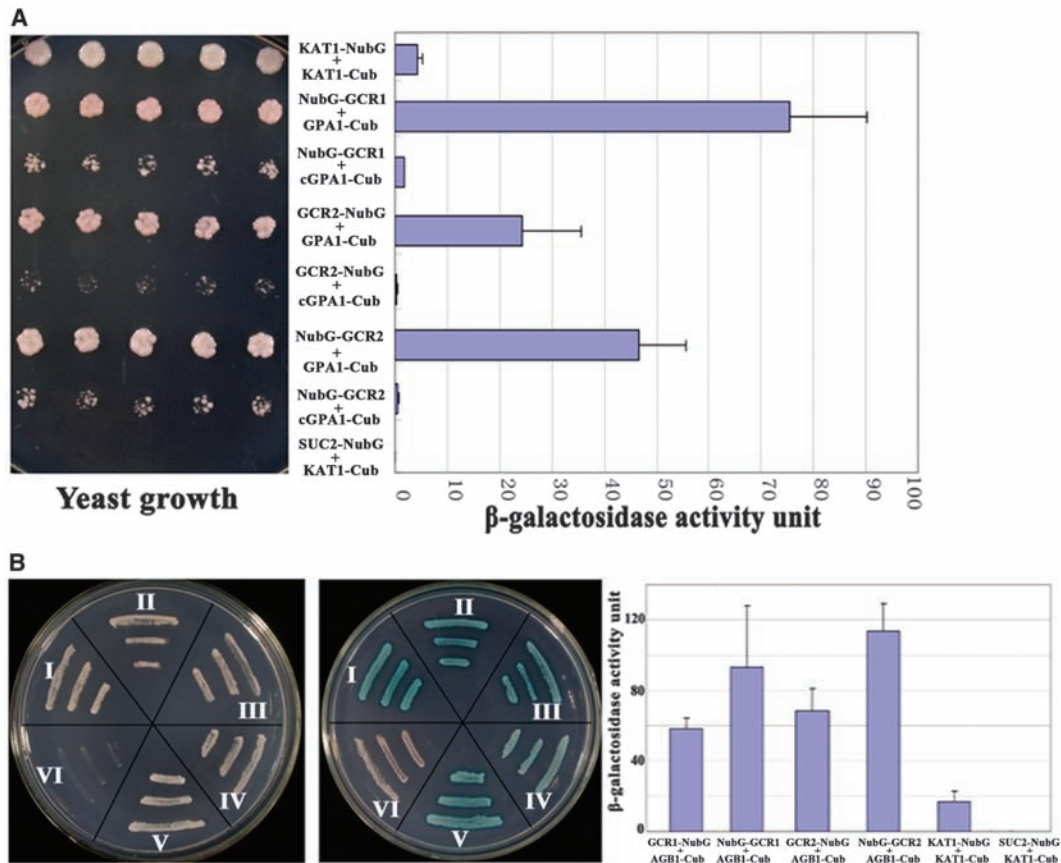 A
KAT1-NubG
+
KAT1-Cub
NubG-GCR1
+
GPA1-Cub
NubG-GCR1
+
cGPA1-Cub
GCR2-NubG
+
GPA1-Cub
GCR2-NubG
+
cGPA1-Cub
NubG-GCR2
+
GPA1-Cub
NubG-GCR2
+
cGPA1-Cub
SUC2-NubG
+
KAT1-Cub
0 10 20 30 40 50 60 70 80 90 100
Yeast growth
β-galactosidase activity unit
B
I
II
III
IV
V
VI
I
II
III
IV
V
VI
β-galactosidase activity unit
120
80
40
0
GCR1-NubG
+
AGB1-Cub
NubG-GCR1
+
AGB1-Cub
GCR2-NubG
+
AGB1-Cub
NubG-GCR2
+
AGB1-Cub
KAT1-NubG
+
KAT1-Cub
SUC2-NubG
+
KAT1-Cub